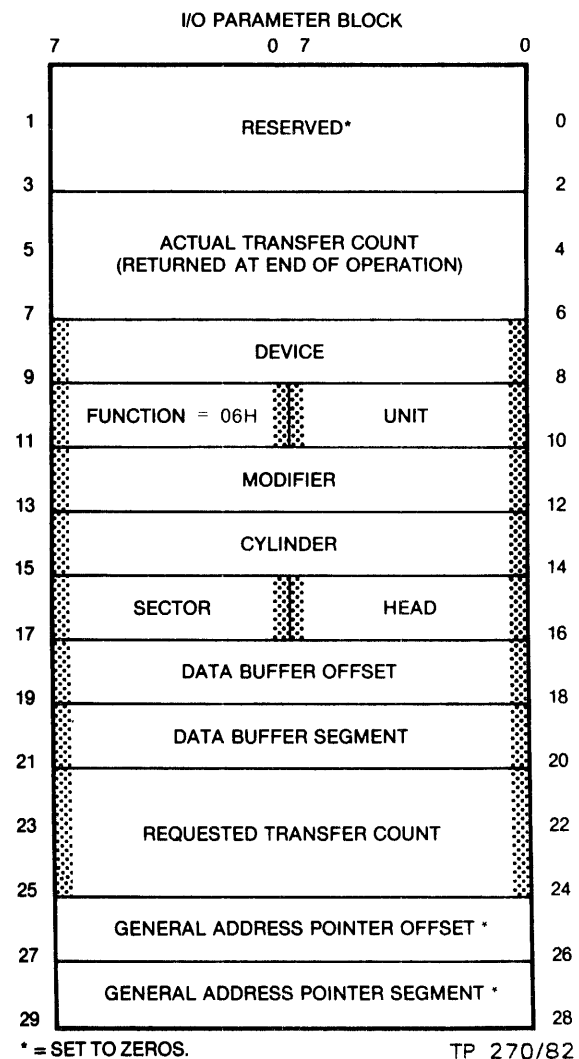 I/O PARAMETER BLOCK
7 0 7 0
1 RESERVED* 0
3 2
5 ACTUAL TRANSFER COUNT 4
(RETURNED AT END OF OPERATION)
7 6
DEVICE
9 8
FUNCTION = 06H UNIT
11 10
MODIFIER
13 12
CYLINDER
15 14
SECTOR HEAD
17 16
DATA BUFFER OFFSET
19 18
DATA BUFFER SEGMENT
21 20
23 REQUESTED TRANSFER COUNT 22
25 24
GENERAL ADDRESS POINTER OFFSET *
27 26
GENERAL ADDRESS POINTER SEGMENT *
29 28
* = SET TO ZEROS. TP 270/82